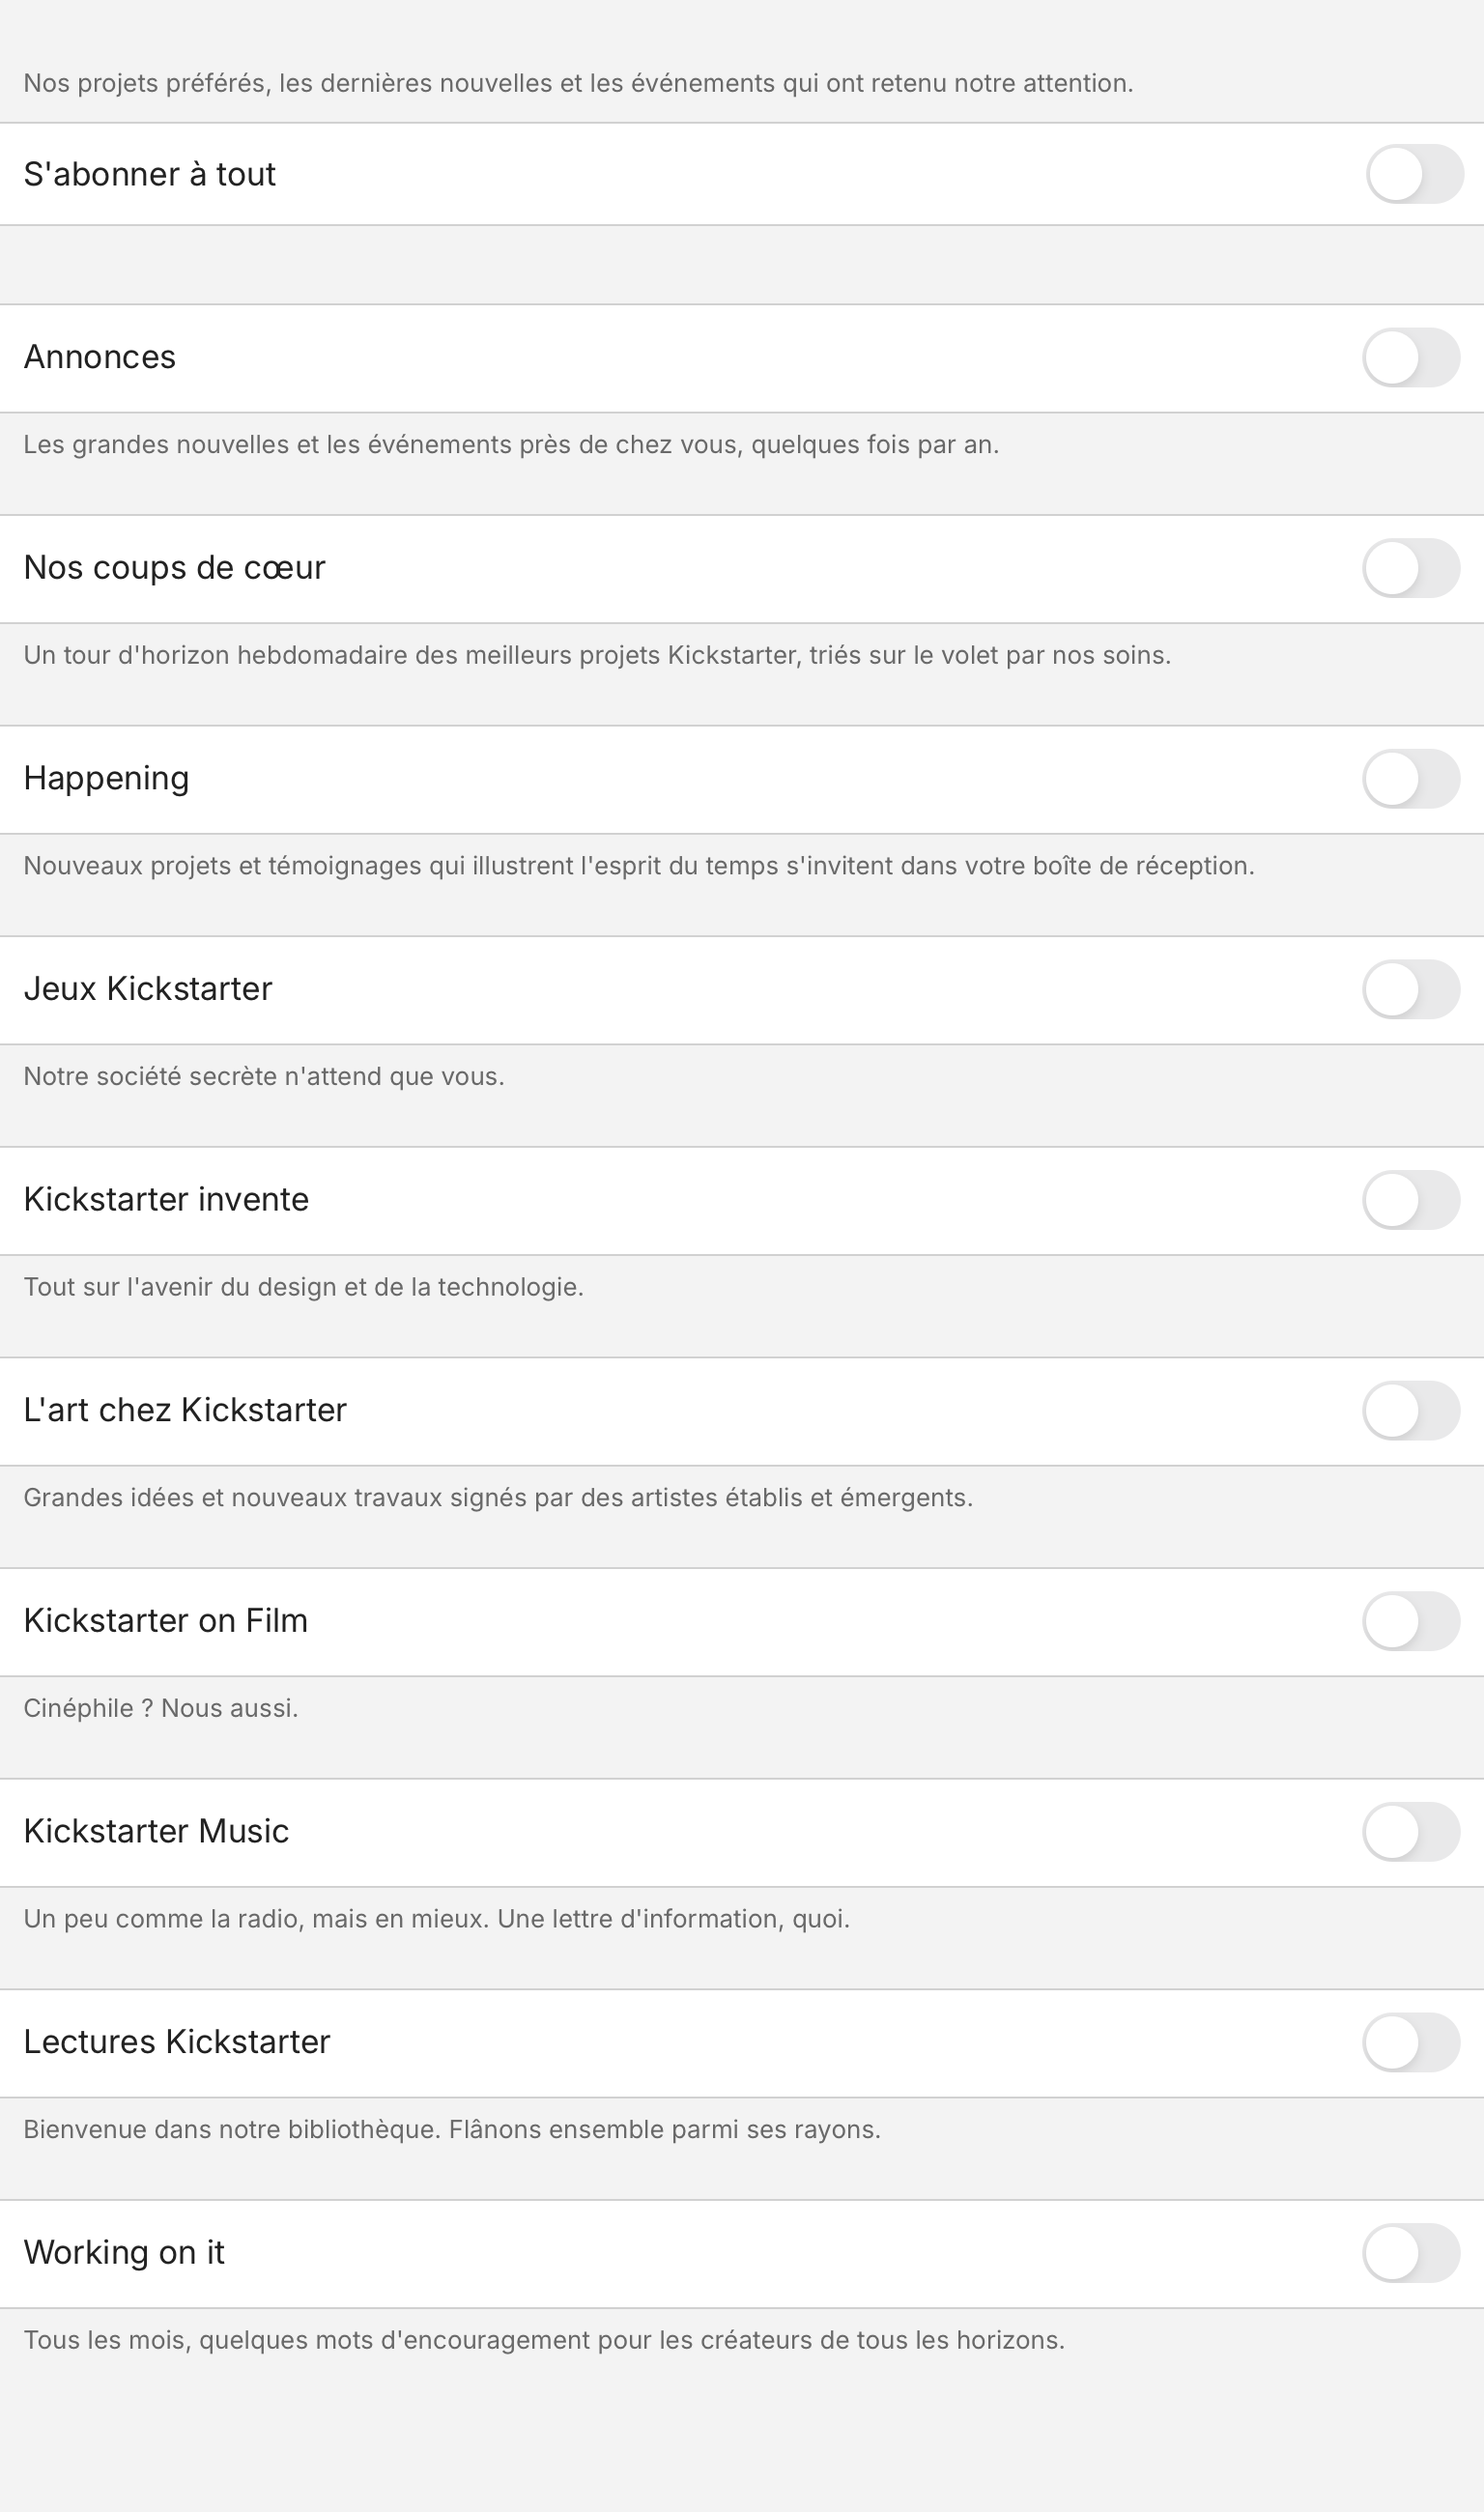 Nos projets préférés, les dernières nouvelles et les événements qui ont retenu notre attention.
S'abonner à tout
Annonces
Les grandes nouvelles et les événements près de chez vous, quelques fois par an.
Nos coups de cœur
Un tour d'horizon hebdomadaire des meilleurs projets Kickstarter, triés sur le volet par nos soins.
Happening
Nouveaux projets et témoignages qui illustrent l'esprit du temps s'invitent dans votre boîte de réception.
Jeux Kickstarter
Notre société secrète n'attend que vous.
Kickstarter invente
Tout sur l'avenir du design et de la technologie.
L'art chez Kickstarter
Grandes idées et nouveaux travaux signés par des artistes établis et émergents.
Kickstarter on Film
Cinéphile ? Nous aussi.
Kickstarter Music
Un peu comme la radio, mais en mieux. Une lettre d'information, quoi.
Lectures Kickstarter
Bienvenue dans notre bibliothèque. Flânons ensemble parmi ses rayons.
Working on it
Tous les mois, quelques mots d'encouragement pour les créateurs de tous les horizons.